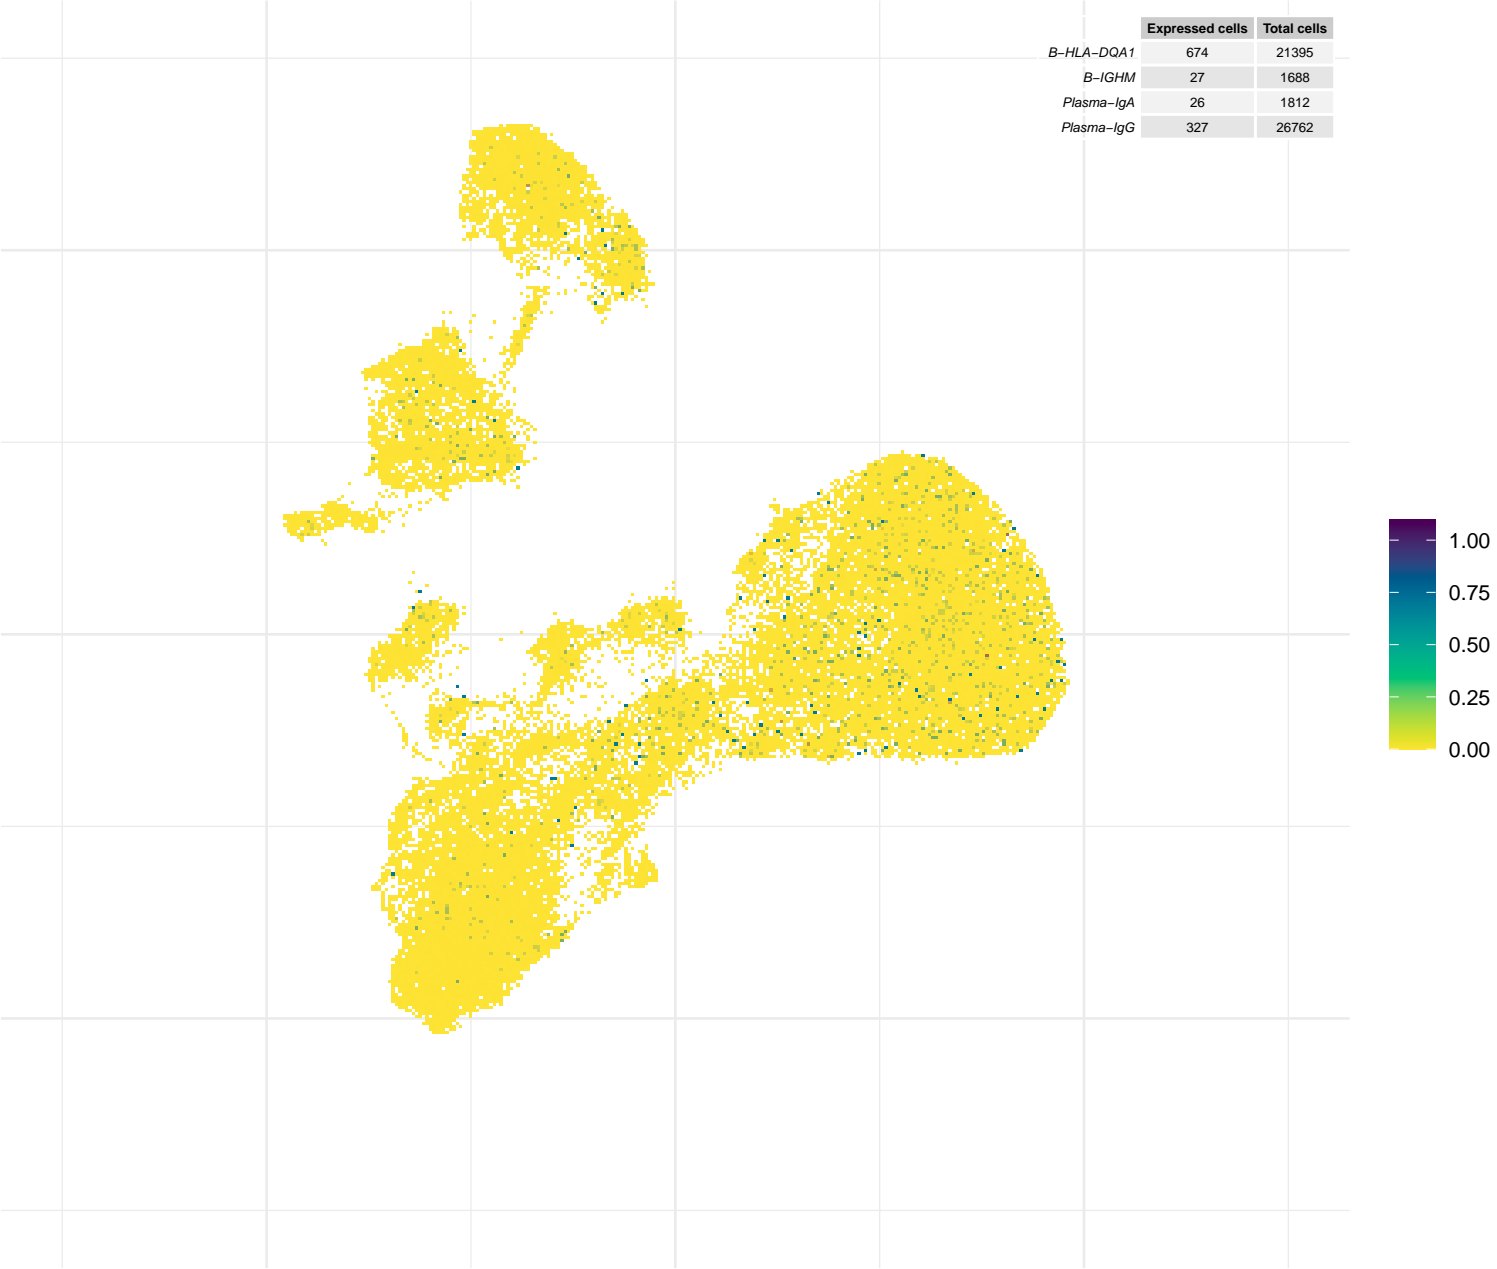 Expressed cells Total cells
B−HLA−DQA1 674 21395
B−IGHM 27 1688
Plasma−IgA 26 1812
Plasma−IgG 327 26762
1.00
0.75
0.50
0.25
0.00